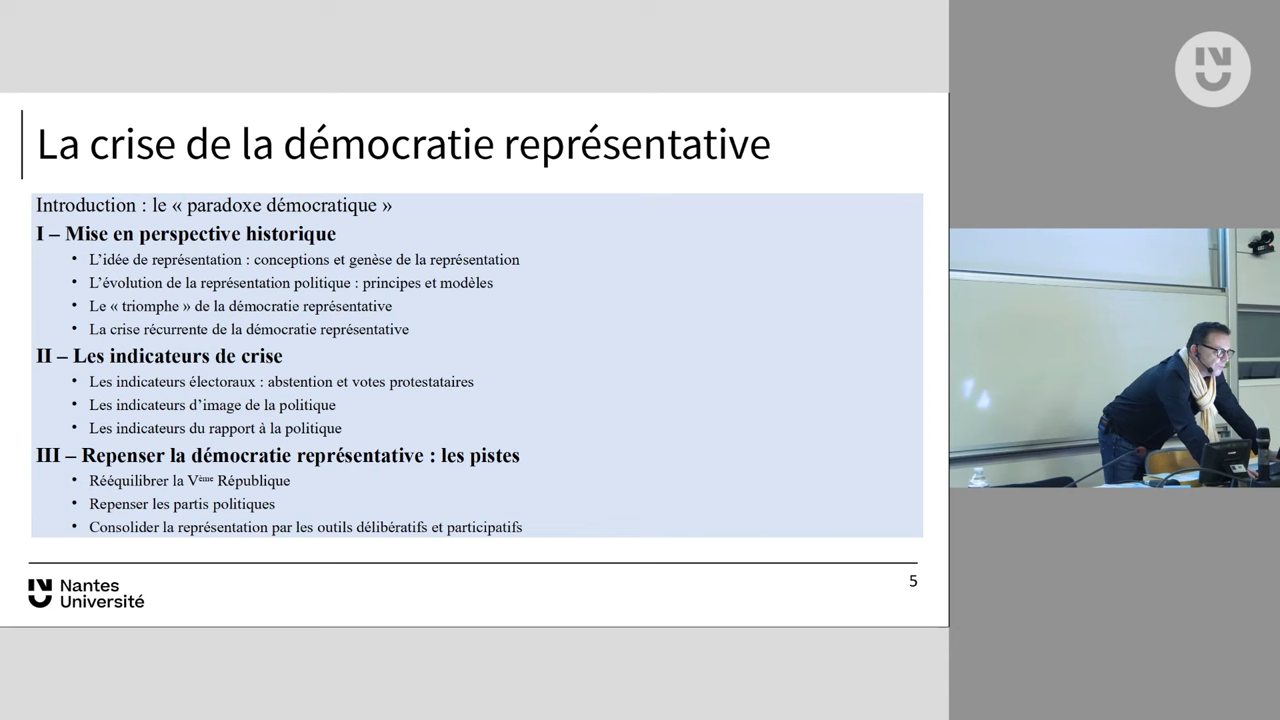 La crise de la démocratie représentative
Introduction : le « paradoxe démocratique »
I – Mise en perspective historique
• L’idée de représentation : conceptions et genèse de la représentation
• L’évolution de la représentation politique : principes et modèles
• Le « triomphe » de la démocratie représentative
• La crise récurrente de la démocratie représentative
II – Les indicateurs de crise
• Les indicateurs électoraux : abstention et votes protestataires
• Les indicateurs d’image de la politique
• Les indicateurs du rapport à la politique
III – Repenser la démocratie représentative : les pistes
• Rééquilibrer la Vème République
• Repenser les partis politiques
• Consolider la représentation par les outils délibératifs et participatifs
5
Nantes
Université